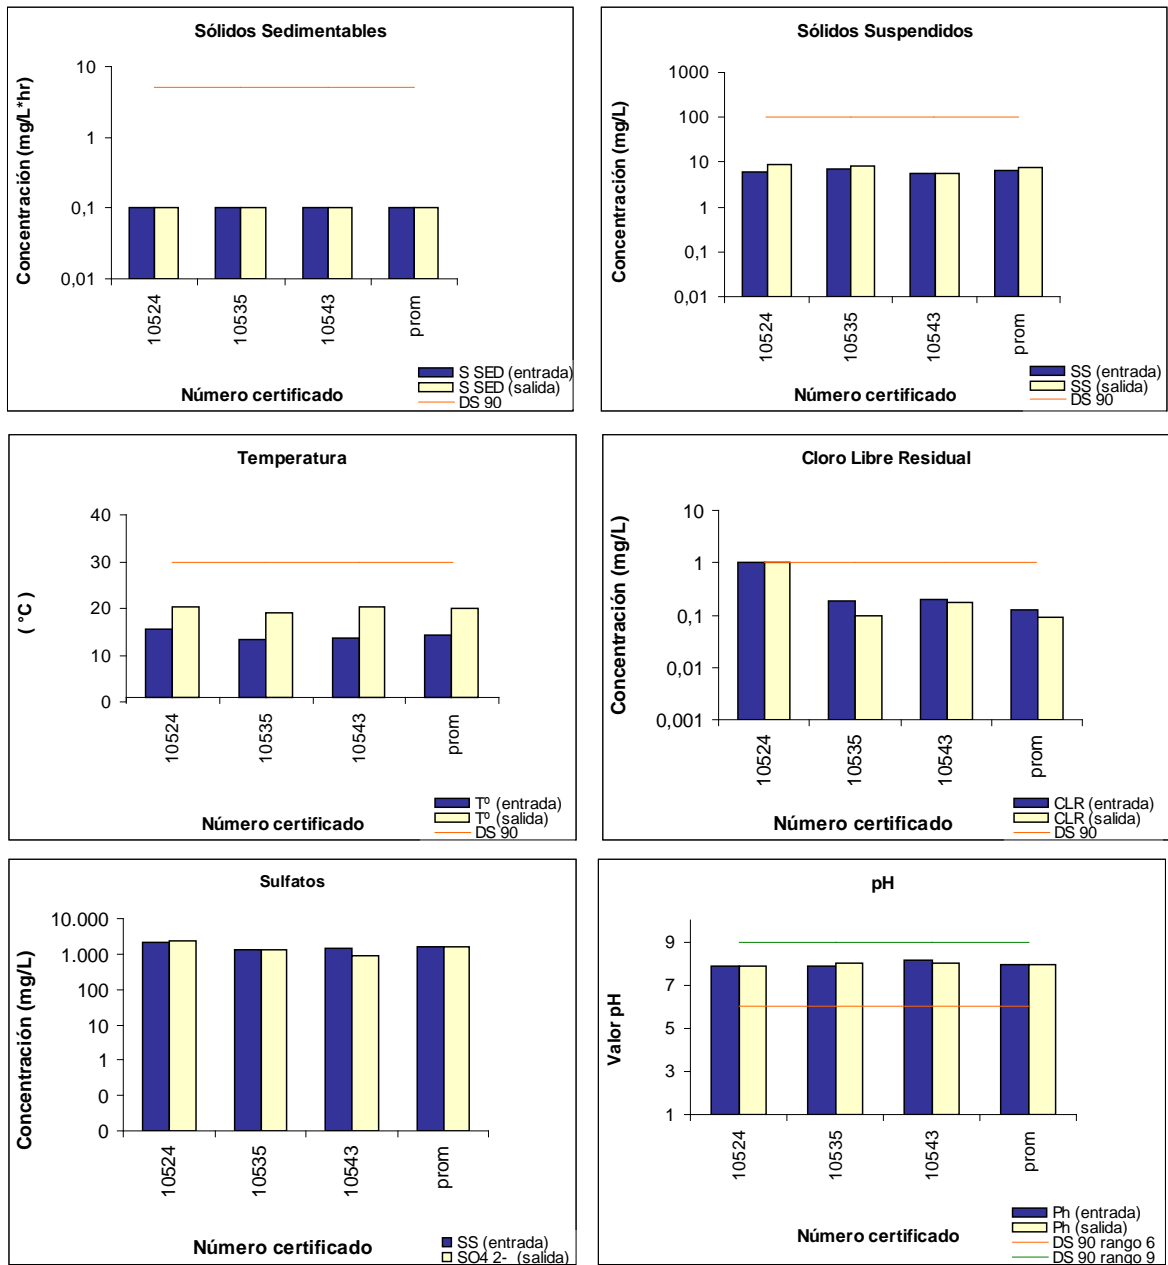 Sólidos Sedimentables
Concentración (mg/L*hr)
10
1
0,1
0,01
10524
10535
10543
prom
Número certificado
S SED (entrada)
S SED (salida)
DS 90
Sólidos Suspendidos
Concentración (mg/L)
1000
100
10
1
0,1
0,01
10524
10535
10543
prom
Número certificado
SS (entrada)
SS (salida)
DS 90
Temperatura
( °C )
40
30
20
10
0
10524
10535
10543
prom
Número certificado
Tº (entrada)
Tº (salida)
DS 90
Cloro Libre Residual
Concentración (mg/L)
10
1
0,1
0,01
0,001
10524
10535
10543
prom
Número certificado
CLR (entrada)
CLR (salida)
DS 90
Sulfatos
Concentración (mg/L)
10.000
1.000
100
10
1
0
0
10524
10535
10543
prom
Número certificado
SS (entrada)
SO4 2- (salida)
pH
Valor pH
9
7
5
3
1
10524
10535
10543
prom
Número certificado
Ph (entrada)
Ph (salida)
DS 90 rango 6
DS 90 rango 9